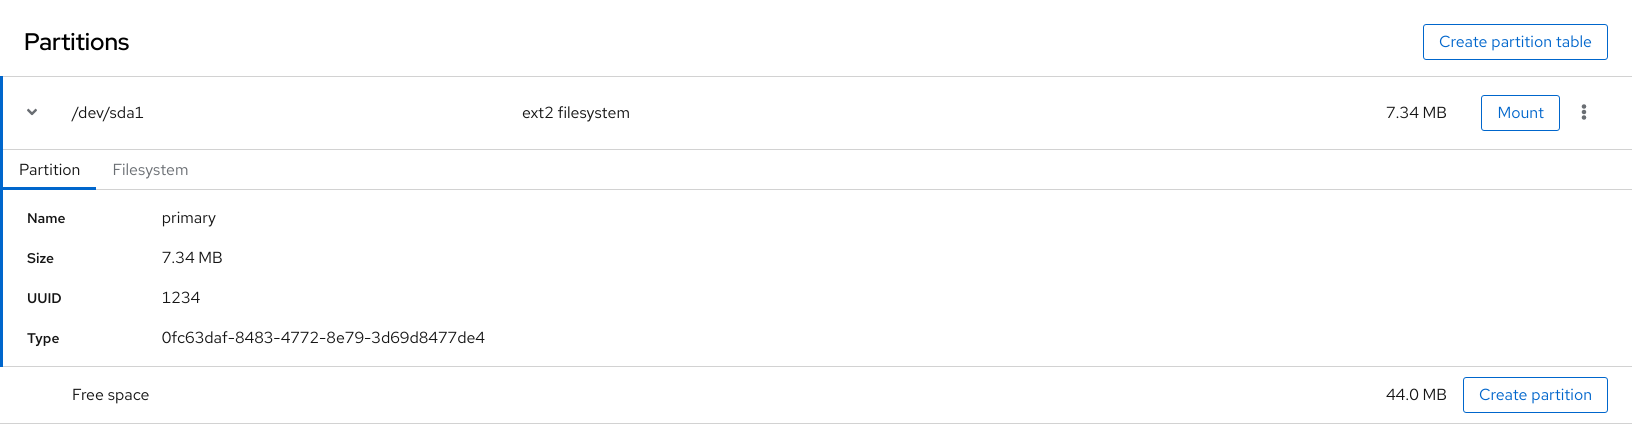 Partitions
Create partition table
/dev/sda1 ext2 filesystem 7.34 MB Mount
Partition Filesystem
Name primary
Size 7.34 MB
UUID 1234
Type 0fc63daf-8483-4772-8e79-3d69d8477de4
Free space 44.0 MB Create partition